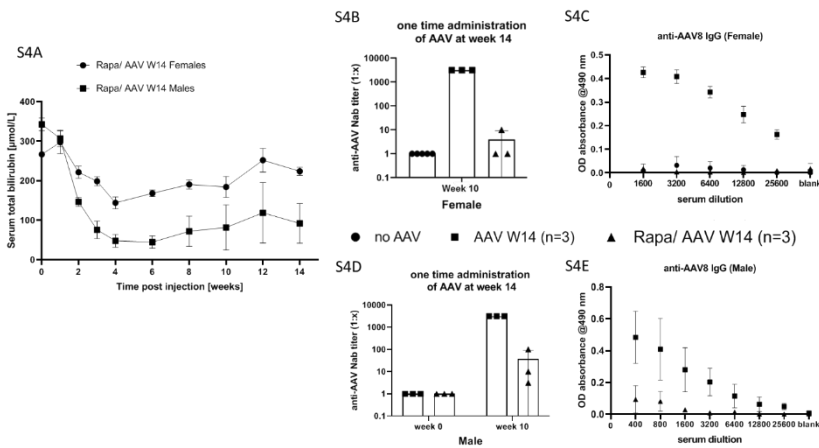 S4A
Rapa/ AAV W14 Females
Rapa/ AAV W14 Males
Serum total bilirubin [µmol/L]
400
300
200
100
0
0 2 4 6 8 10 12 14
Time post injection [weeks]
S4B
one time administration
of AAV at week 14
anti-AAV Nab titer (1:x)
10000
1000
100
10
1
0.1
Week 10
Female
S4C
anti-AAV8 IgG (Female)
OD absorbance @490 nm
0.5
0.4
0.3
0.2
0.1
0.0
0 1600 3200 6400 12800 25600 blank
serum dilution
no AAV
AAV W14 (n=3)
Rapa/ AAV W14 (n=3)
S4D
one time administration
of AAV at week 14
anti-AAV Nab titer (1:x)
10000
1000
100
10
1
0.1
week 0 week 10
Male
S4E
anti-AAV8 IgG (Male)
OD absorbance @490 nm
0.8
0.6
0.4
0.2
0.0
0 400 800 1600 3200 6400 12800 25600 blank
serum diultion